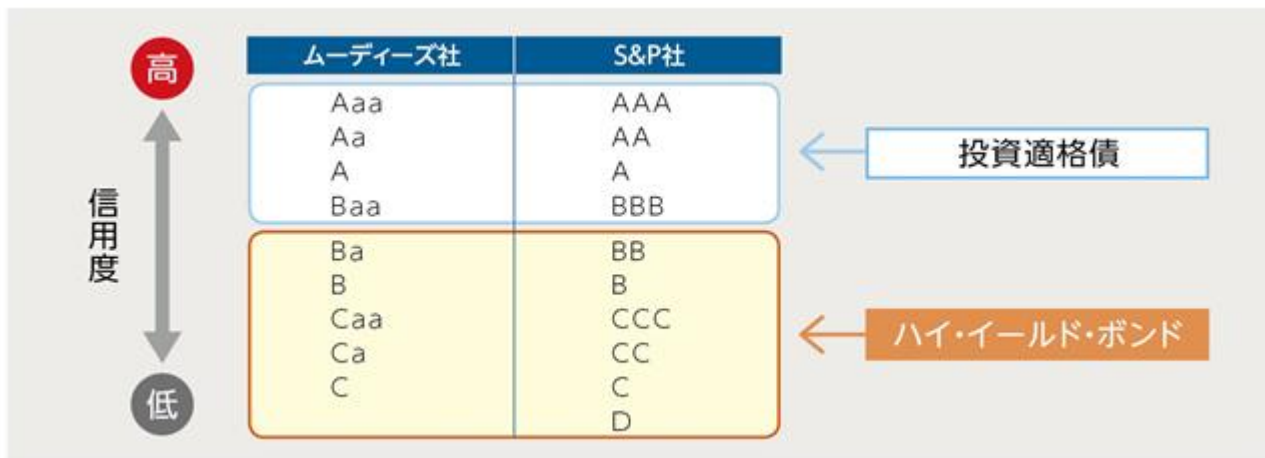 高
信用度
低
ムーディーズ社 S&P社
Aaa AAA
Aa AA
A A
Baa BBB
Ba BB
B B
Caa CCC
Ca CC
C C
D
投資適格債
ハイ・イールド・ボンド